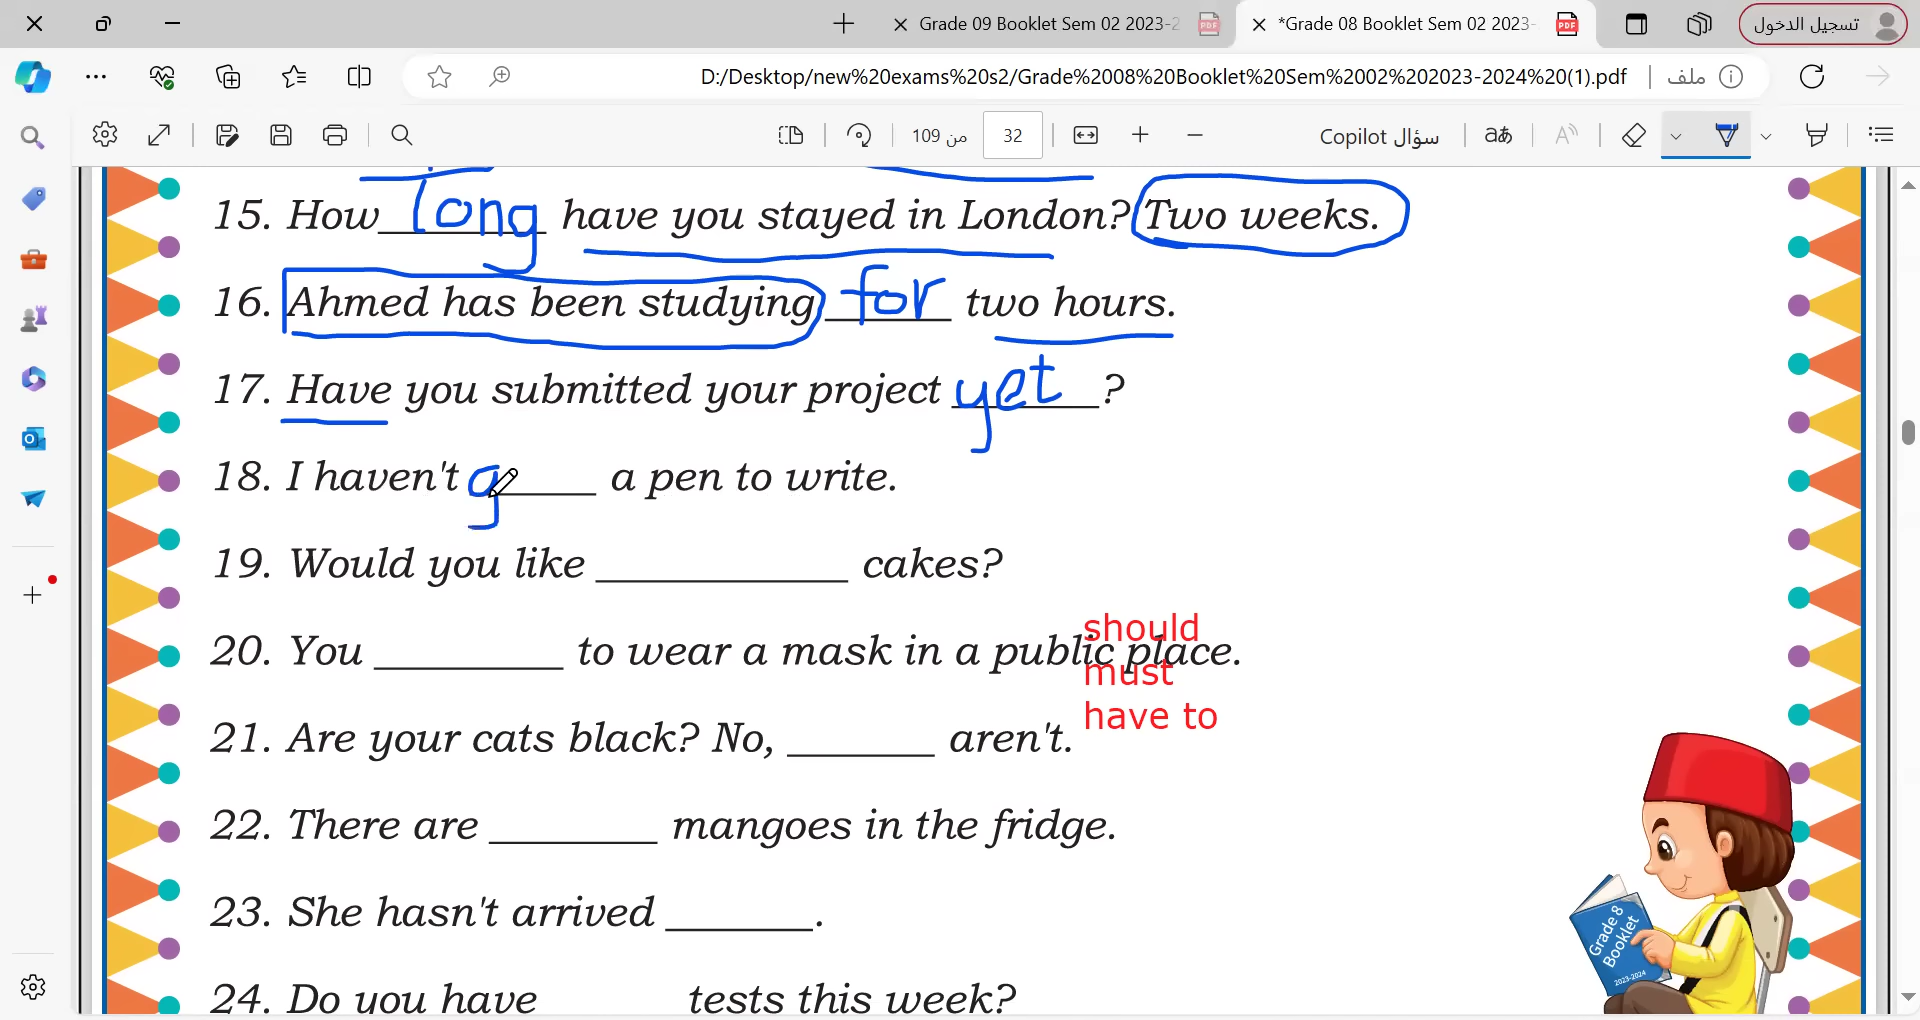 Grade 09 Booklet Sem 02 2023-2
*Grade 08 Booklet Sem 02 2023-
تسجيل الدخول
D:/Desktop/new%20exams%20s2/Grade%2008%20Booklet%20Sem%2002%202023-2024%20(1).pdf
ملف
من 109
32
سؤال Copilot
15. How long have you stayed in London? Two weeks.
16. Ahmed has been studying for two hours.
17. Have you submitted your project yet?
18. I haven't g a pen to write.
19. Would you like ____________ cakes?
should
20. You _________ to wear a mask in a public place.
must
have to
21. Are your cats black? No, _______ aren't.
22. There are ________ mangoes in the fridge.
23. She hasn't arrived _______.
24. Do you have tests this week?
Grade 8
Booklet
2023-2024